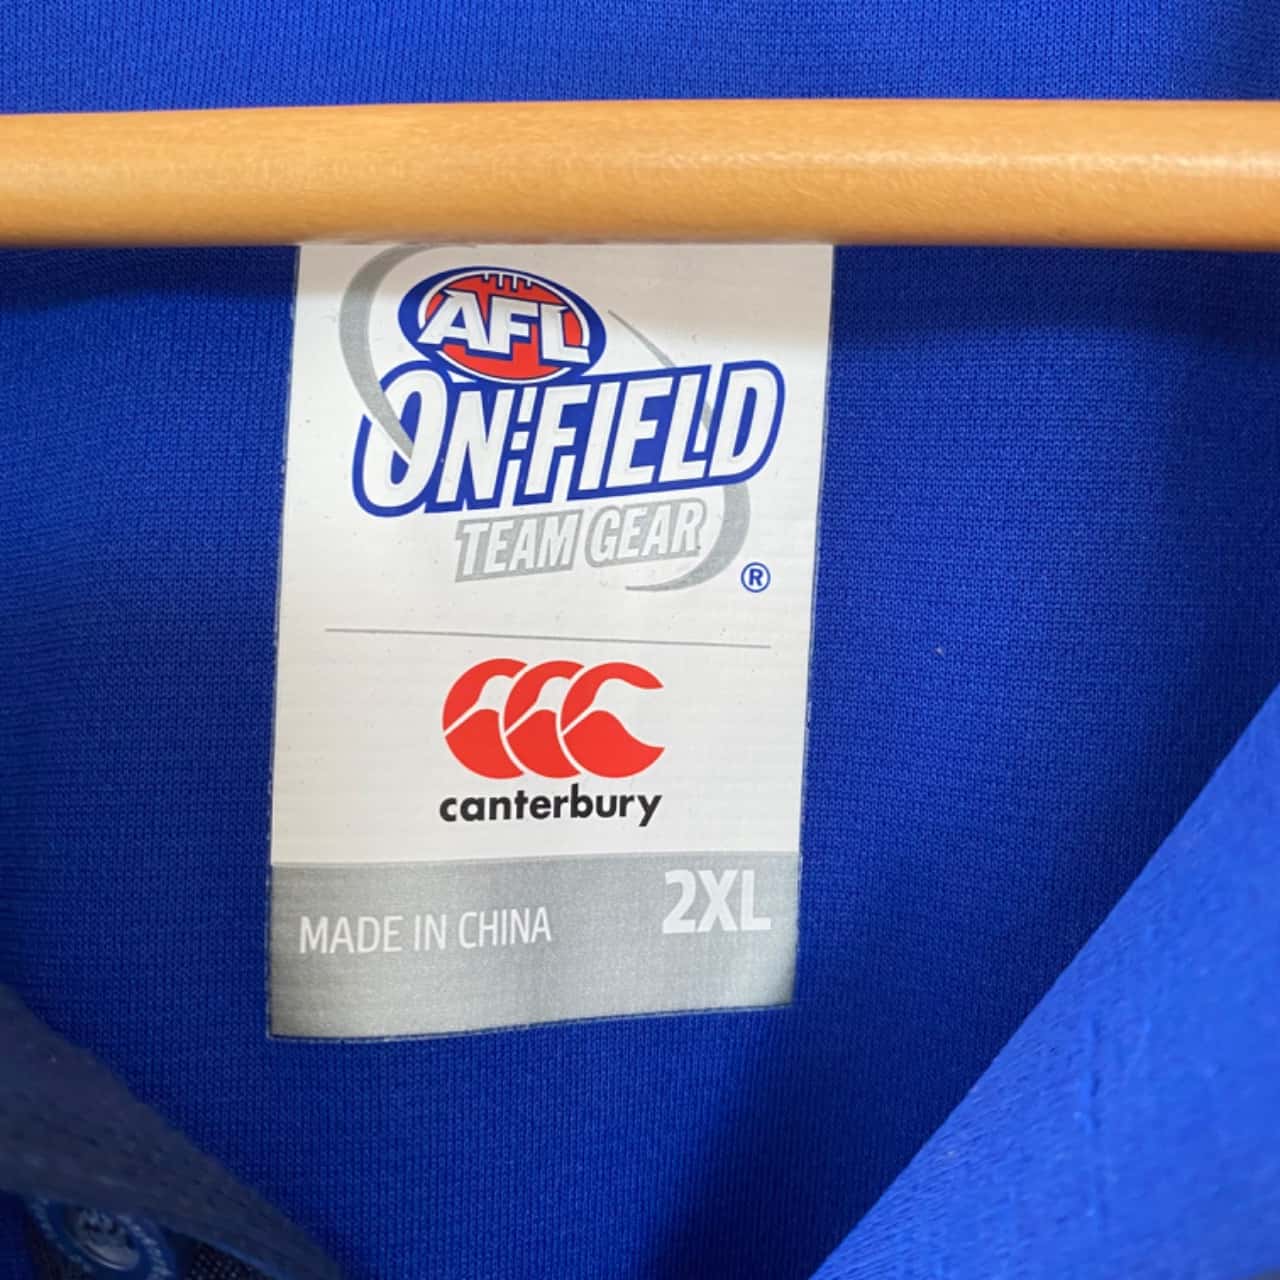 AFL
ON-FIELD
TEAM GEAR
®
canterbury
MADE IN CHINA
2XL